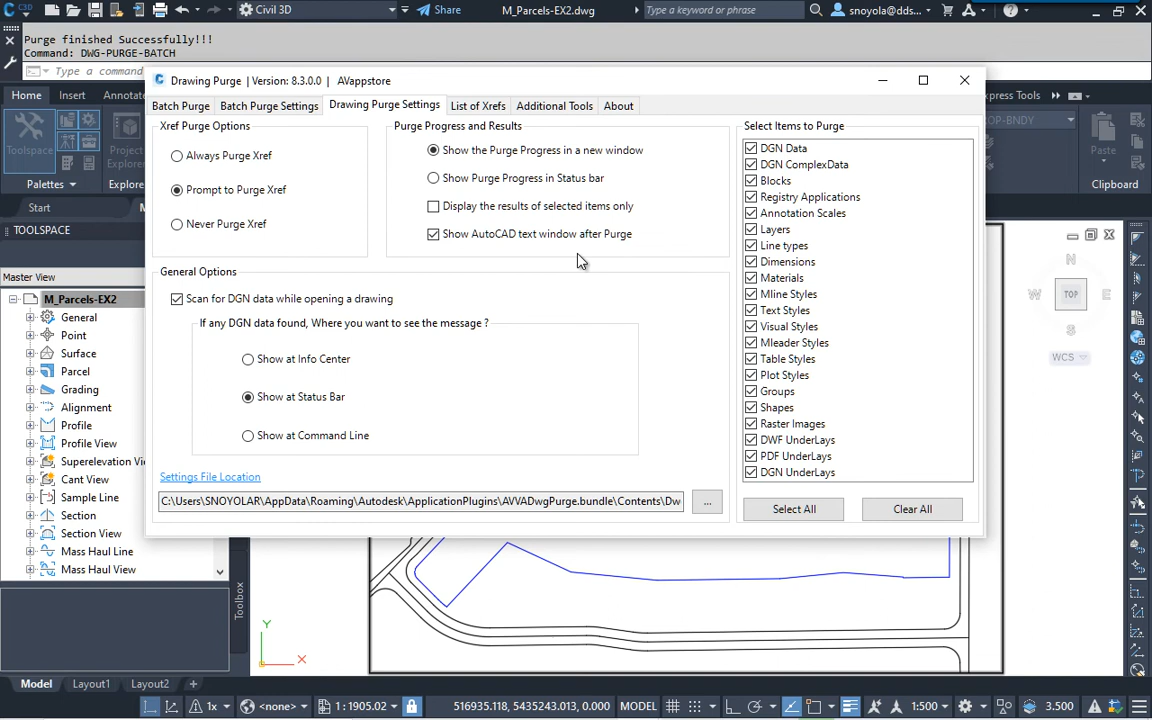 Civil 3D
Share
M_Parcels-EX2.dwg
Type a keyword or phrase
snoyola@dds...
Purge finished Successfully!!!
Command: DWG-PURGE-BATCH
Type a command
Drawing Purge | Version: 8.3.0.0 | AVappstore
Home
Insert
Annotate
Express Tools
Batch Purge
Batch Purge Settings
Drawing Purge Settings
List of Xrefs
Additional Tools
About
Toolspace
Palettes
Explore
Paste
Clipboard
Start
TOOLSPACE
Master View
M_Parcels-EX2
General
Point
Surface
Parcel
Grading
Alignment
Profile
Profile View
Superelevation
Cant View
Sample Line
Section
Section View
Mass Haul Line
Mass Haul View
Toolbox
Xref Purge Options
Always Purge Xref
Prompt to Purge Xref
Never Purge Xref
Purge Progress and Results
Show the Purge Progress in a new window
Show Purge Progress in Status bar
Display the results of selected items only
Show AutoCAD text window after Purge
General Options
Scan for DGN data while opening a drawing
If any DGN data found, Where you want to see the message ?
Show at Info Center
Show at Status Bar
Show at Command Line
Settings File Location
C:\Users\SNOYOLAR\AppData\Roaming\Autodesk\ApplicationPlugins\AVVADwgPurge.bundle\Contents\Dw
...
Select Items to Purge
DGN Data
DGN ComplexData
Blocks
Registry Applications
Annotation Scales
Layers
Line types
Dimensions
Materials
Mline Styles
Text Styles
Visual Styles
Mleader Styles
Table Styles
Plot Styles
Groups
Shapes
Raster Images
DWF UnderLays
PDF UnderLays
DGN UnderLays
Select All
Clear All
N
W
TOP
E
S
WCS
Y
X
Model
Layout1
Layout2
1x
<none>
1 : 1905.02
516935.118, 5435243.013, 0.000
MODEL
1:500
3.500